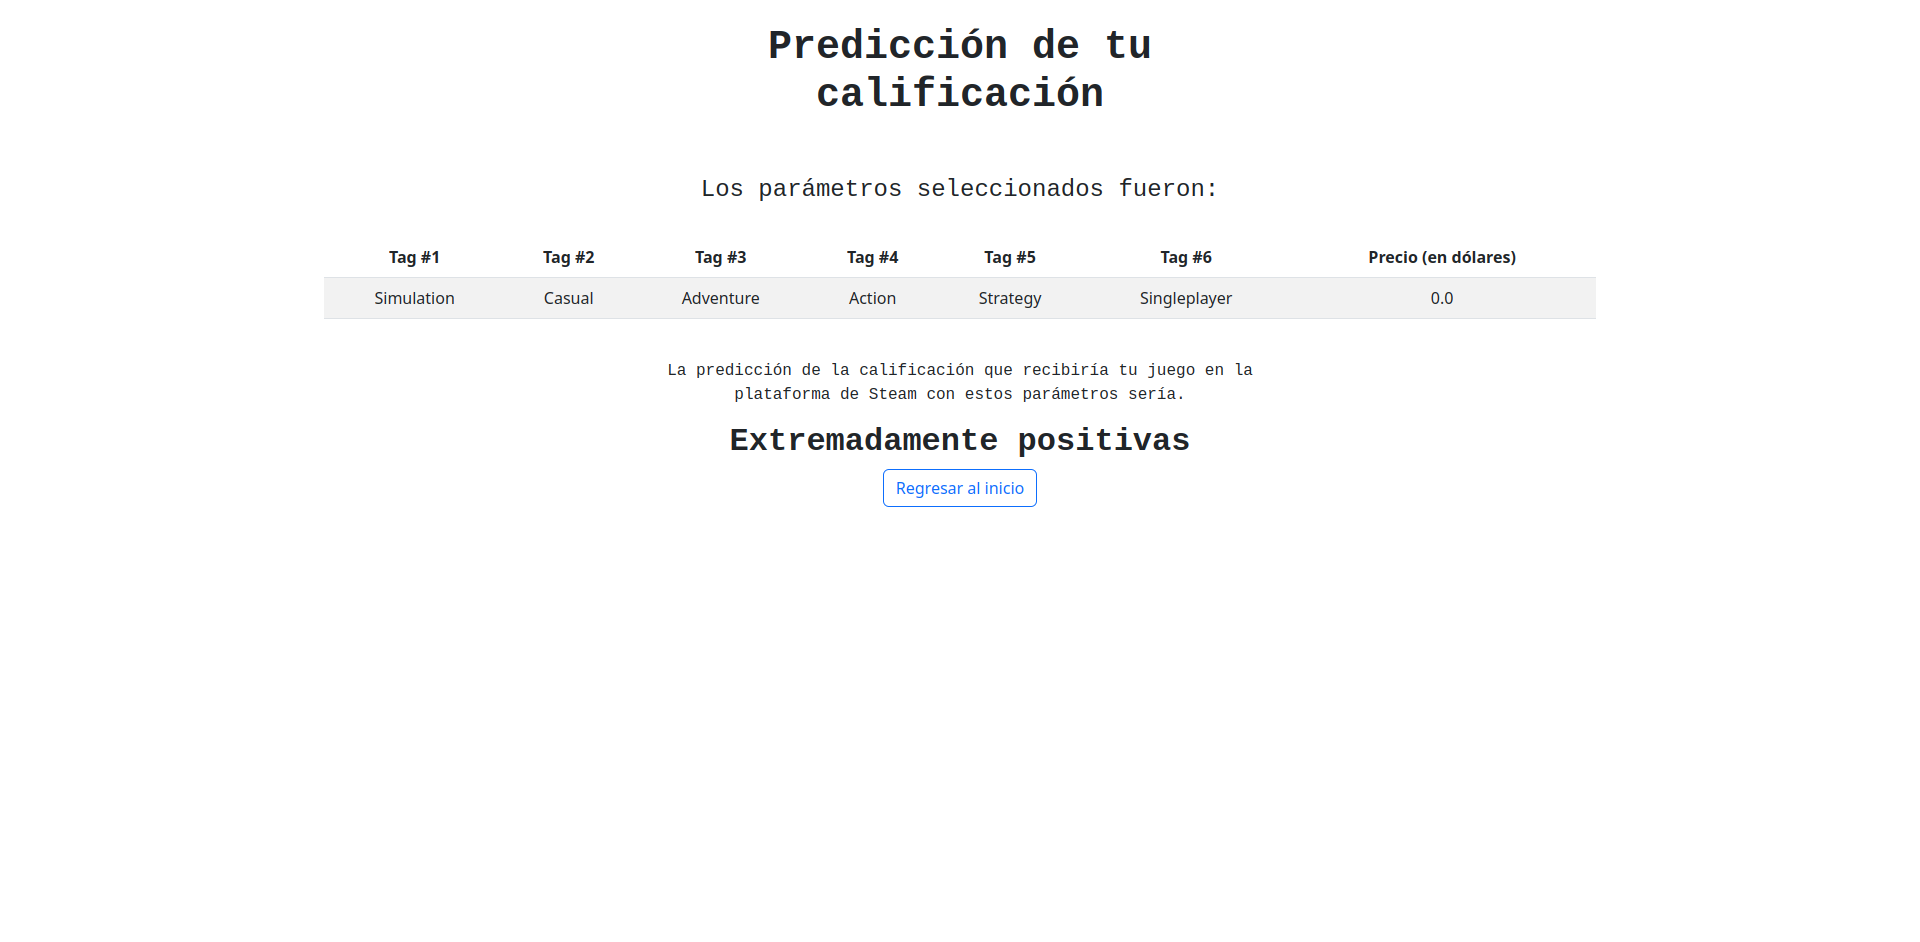 Predicción de tu
calificación
Los parámetros seleccionados fueron:
Tag #1 Tag #2 Tag #3 Tag #4 Tag #5 Tag #6 Precio (en dólares)
Simulation Casual Adventure Action Strategy Singleplayer 0.0
La predicción de la calificación que recibiría tu juego en la
plataforma de Steam con estos parámetros sería.
Extremadamente positivas
Regresar al inicio